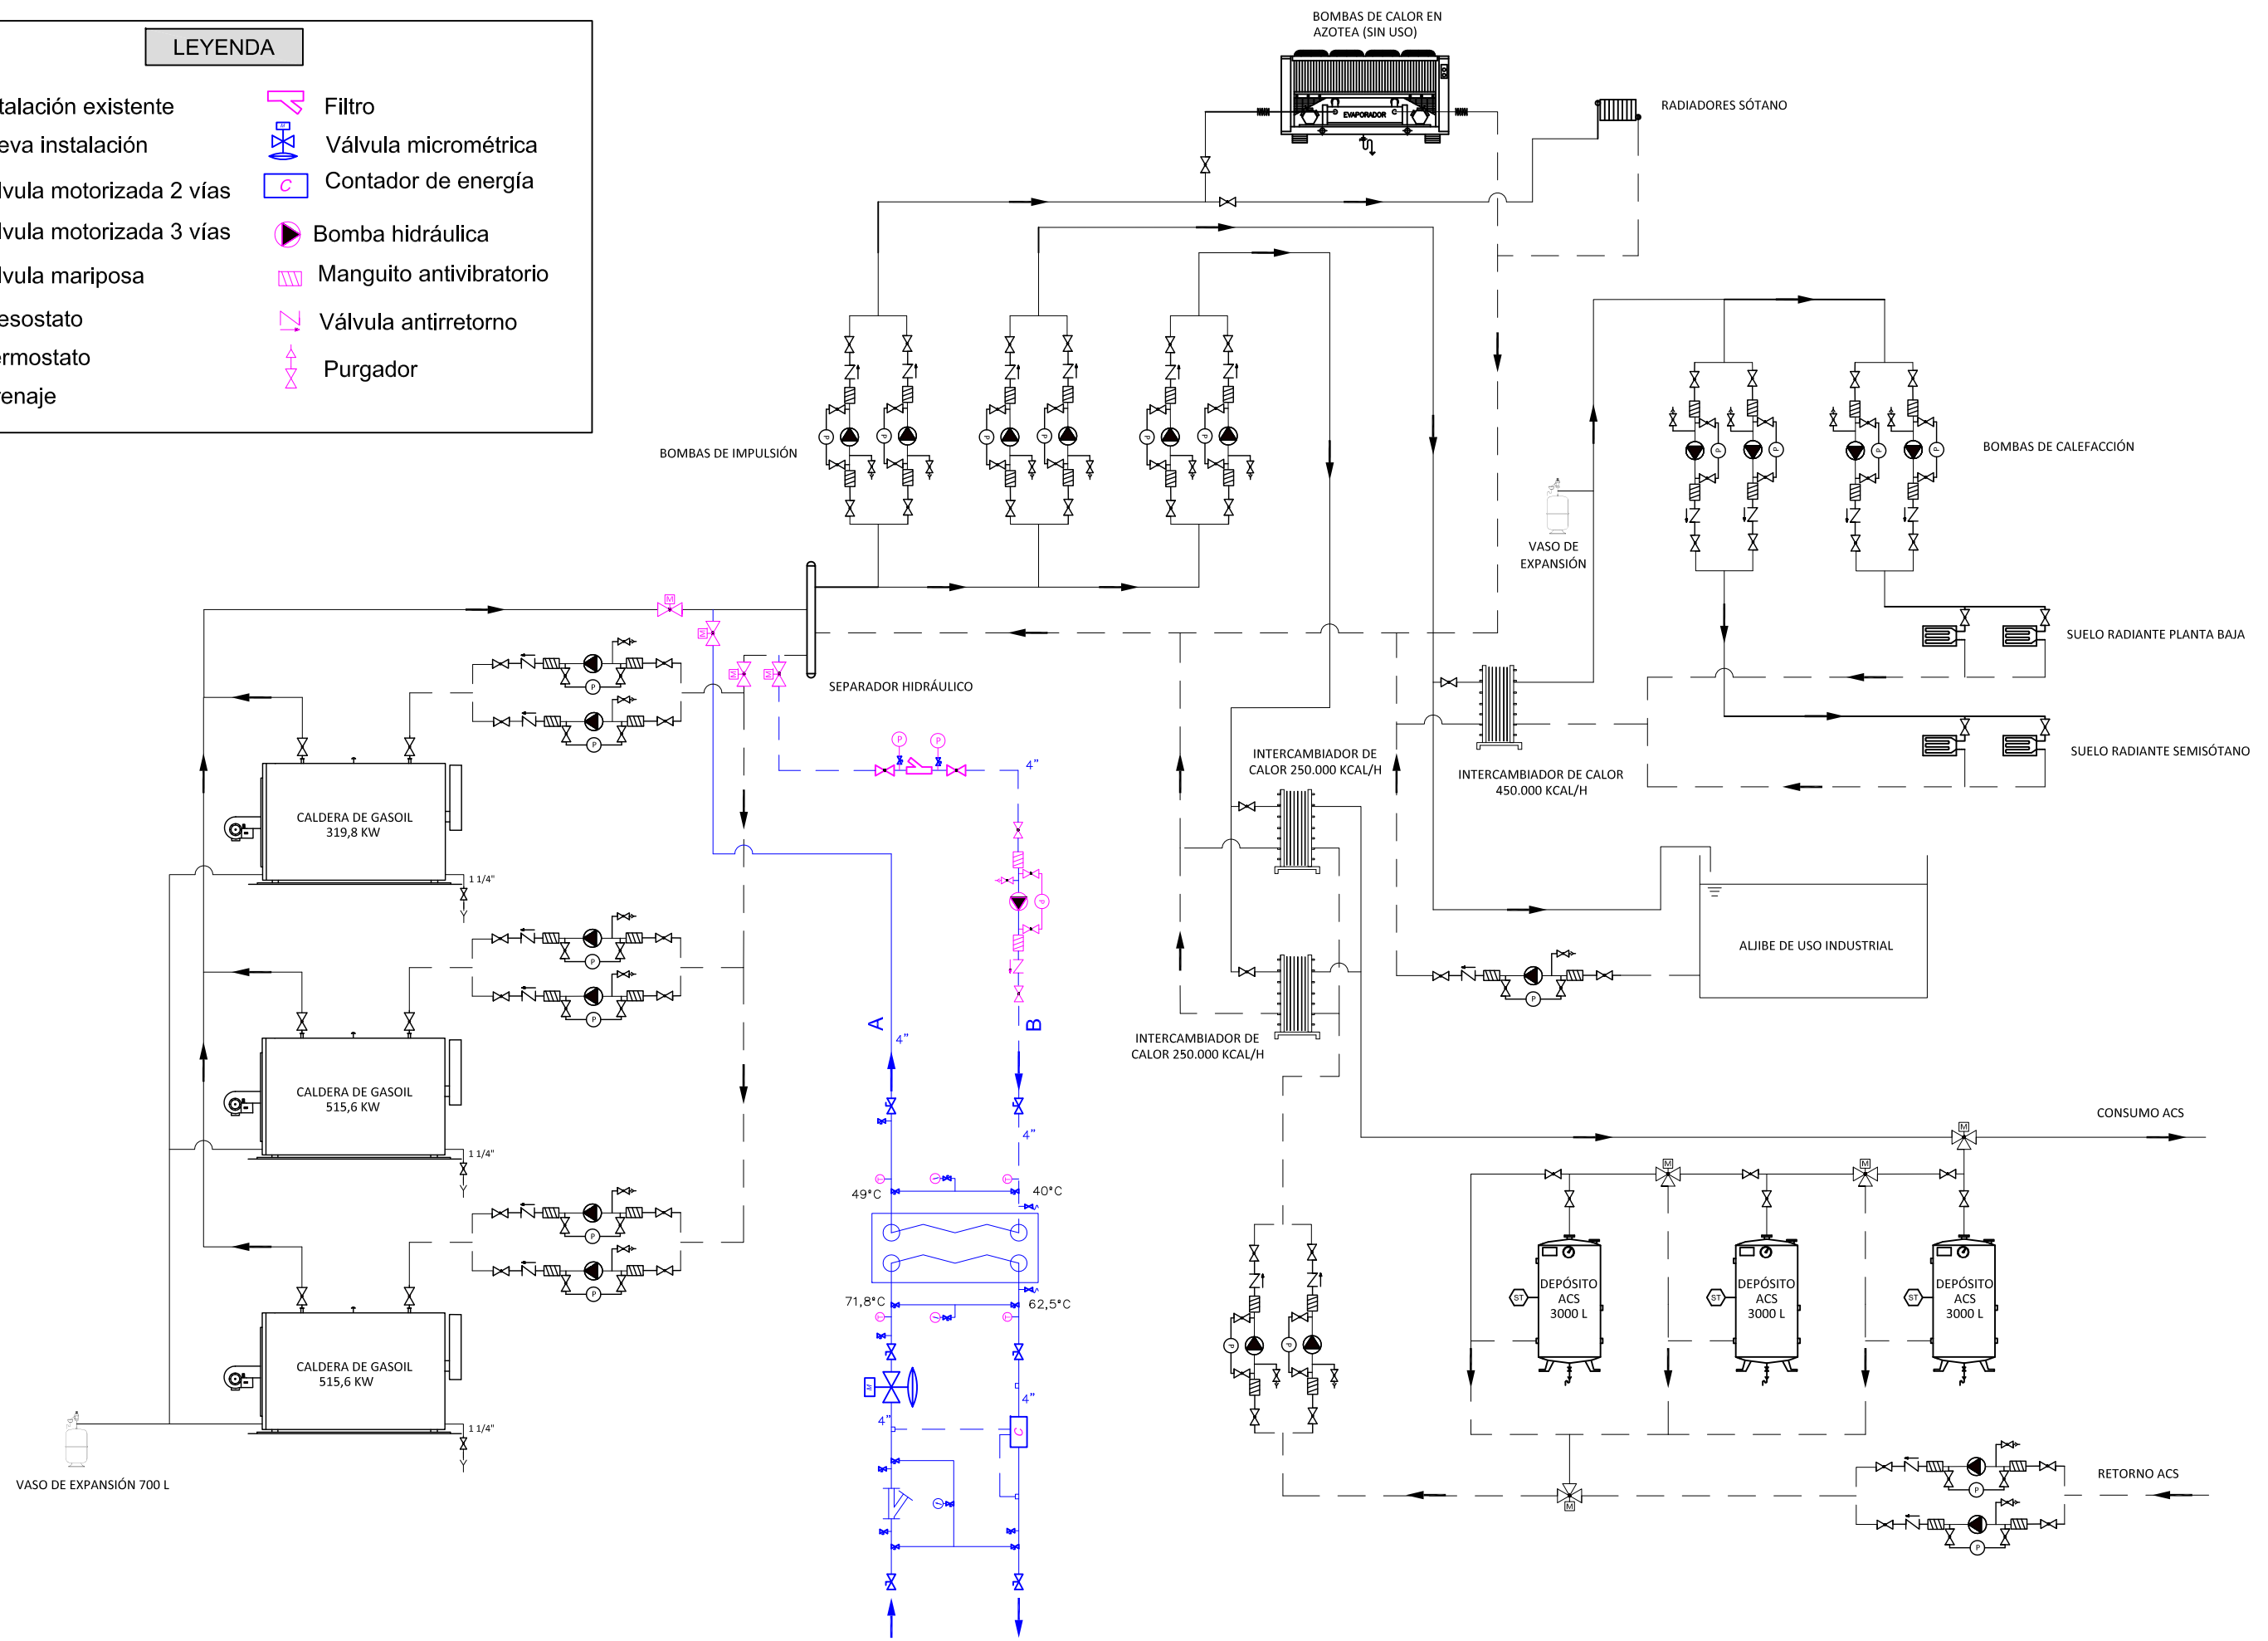 LEYENDA
talación existente
eva instalación
lvula motorizada 2 vías
lvula motorizada 3 vías
lvula mariposa
esostato
ermostato
renaje
Filtro
Válvula micrométrica
C
Contador de energía
Bomba hidráulica
Manguito antivibratorio
Válvula antirretorno
Purgador
BOMBAS DE CALOR EN
AZOTEA (SIN USO)
EVAPORADOR
RADIADORES SÓTANO
BOMBAS DE IMPULSIÓN
BOMBAS DE CALEFACCIÓN
VASO DE
EXPANSIÓN
SUELO RADIANTE PLANTA BAJA
SUELO RADIANTE SEMISÓTANO
SEPARADOR HIDRÁULICO
INTERCAMBIADOR DE
CALOR 250.000 KCAL/H
INTERCAMBIADOR DE CALOR
450.000 KCAL/H
CALDERA DE GASOIL
319,8 KW
1 1/4"
4"
ALJIBE DE USO INDUSTRIAL
INTERCAMBIADOR DE
CALOR 250.000 KCAL/H
A
4"
B
4"
CALDERA DE GASOIL
515,6 KW
1 1/4"
CONSUMO ACS
49°C
40°C
71,8°C
62,5°C
DEPÓSITO
ACS
3000 L
DEPÓSITO
ACS
3000 L
DEPÓSITO
ACS
3000 L
ST
ST
ST
CALDERA DE GASOIL
515,6 KW
1 1/4"
4"
4"
C
VASO DE EXPANSIÓN 700 L
RETORNO ACS